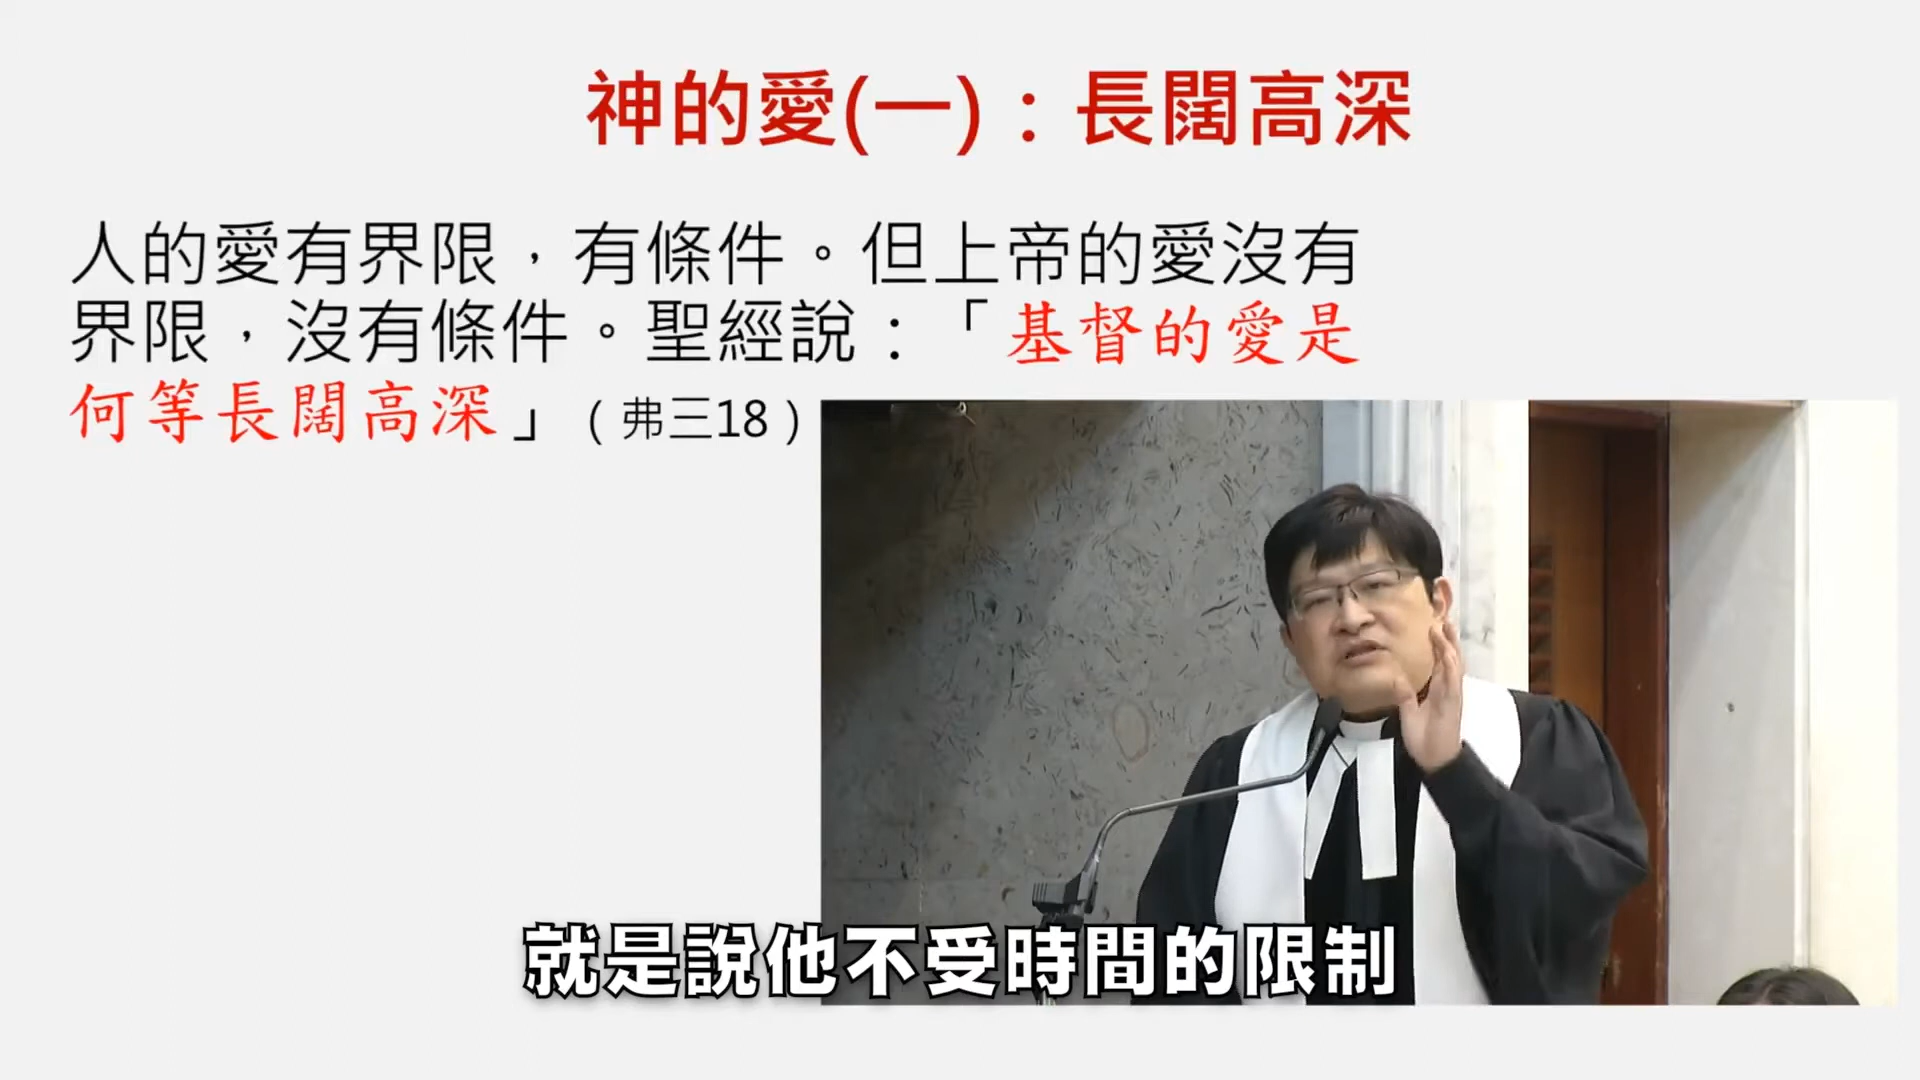 神的愛(一)：長闊高深
人的愛有界限，有條件。但上帝的愛沒有
界限，沒有條件。聖經說：「基督的愛是
何等長闊高深」（弗三18）
就是說他不受時間的限制